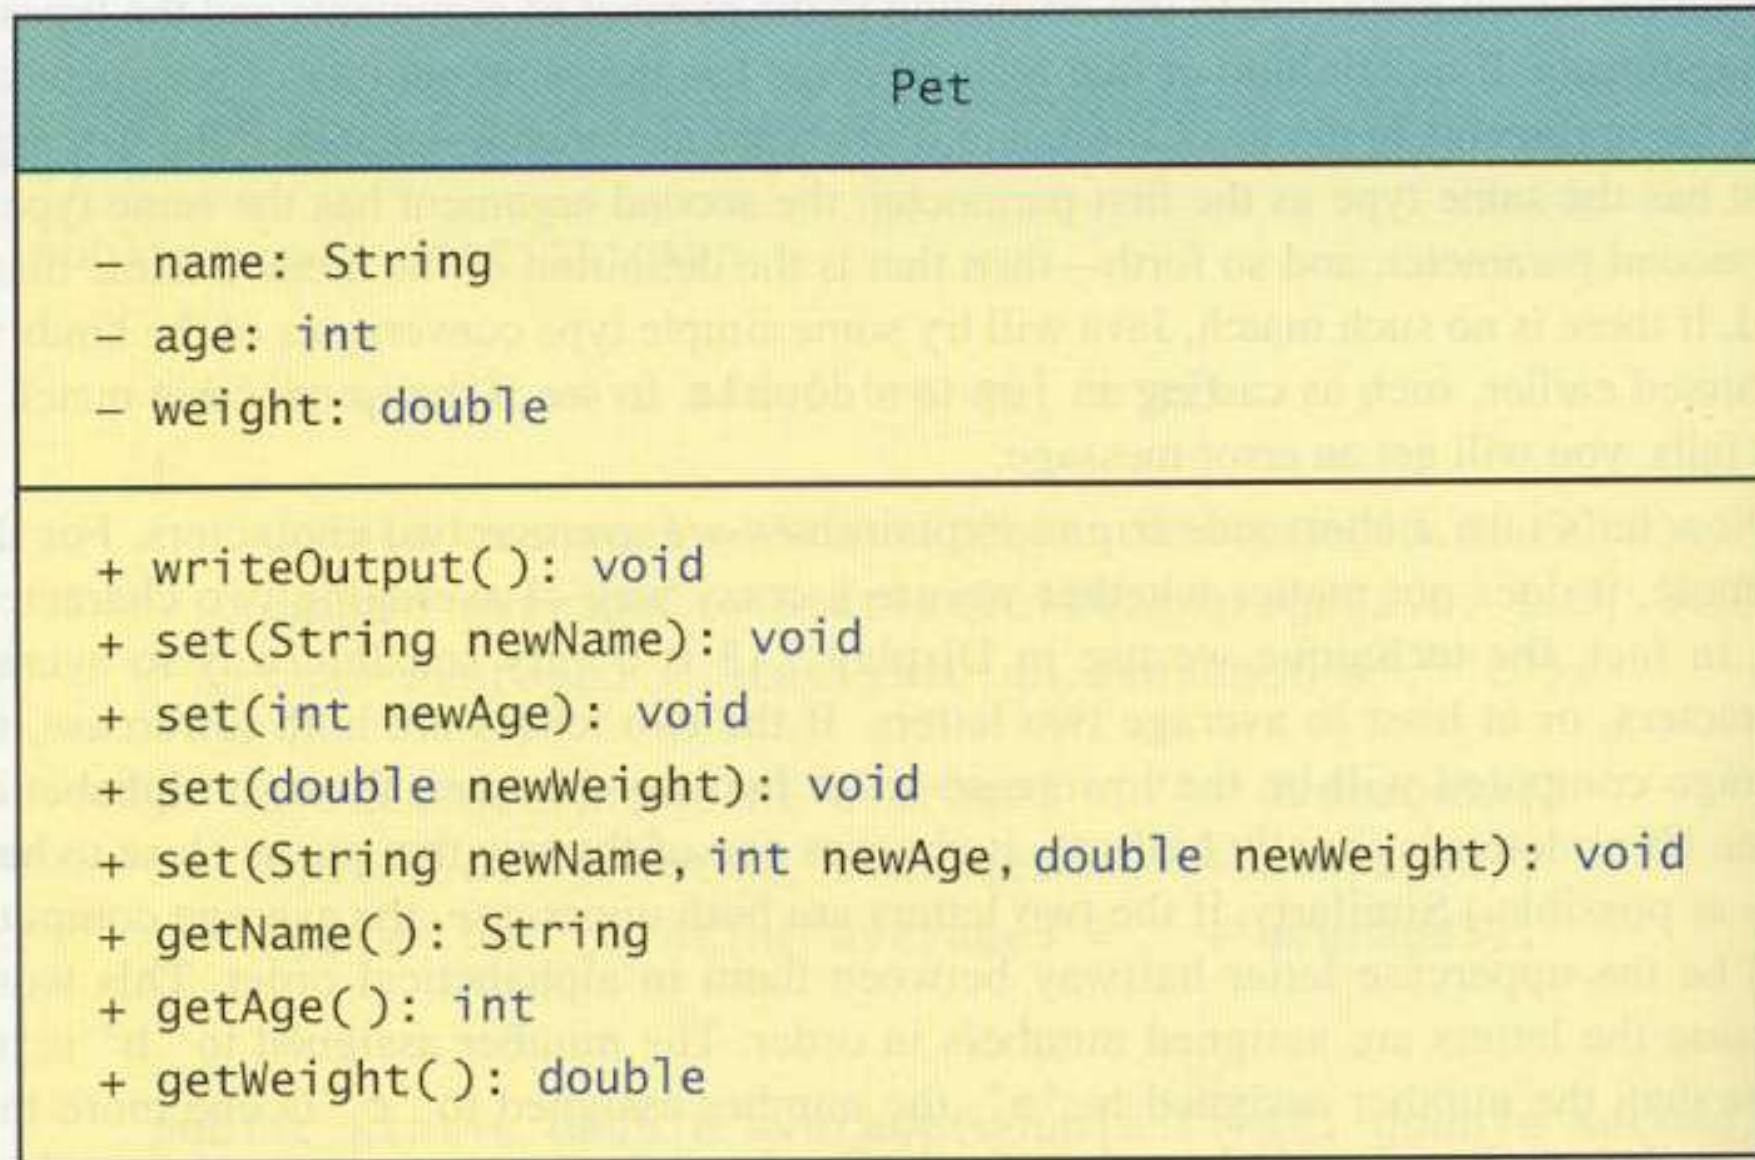 Pet
– name: String
– age: int
– weight: double
+ writeOutput( ): void
+ set(String newName): void
+ set(int newAge): void
+ set(double newWeight): void
+ set(String newName, int newAge, double newWeight): void
+ getName( ): String
+ getAge( ): int
+ getWeight( ): double